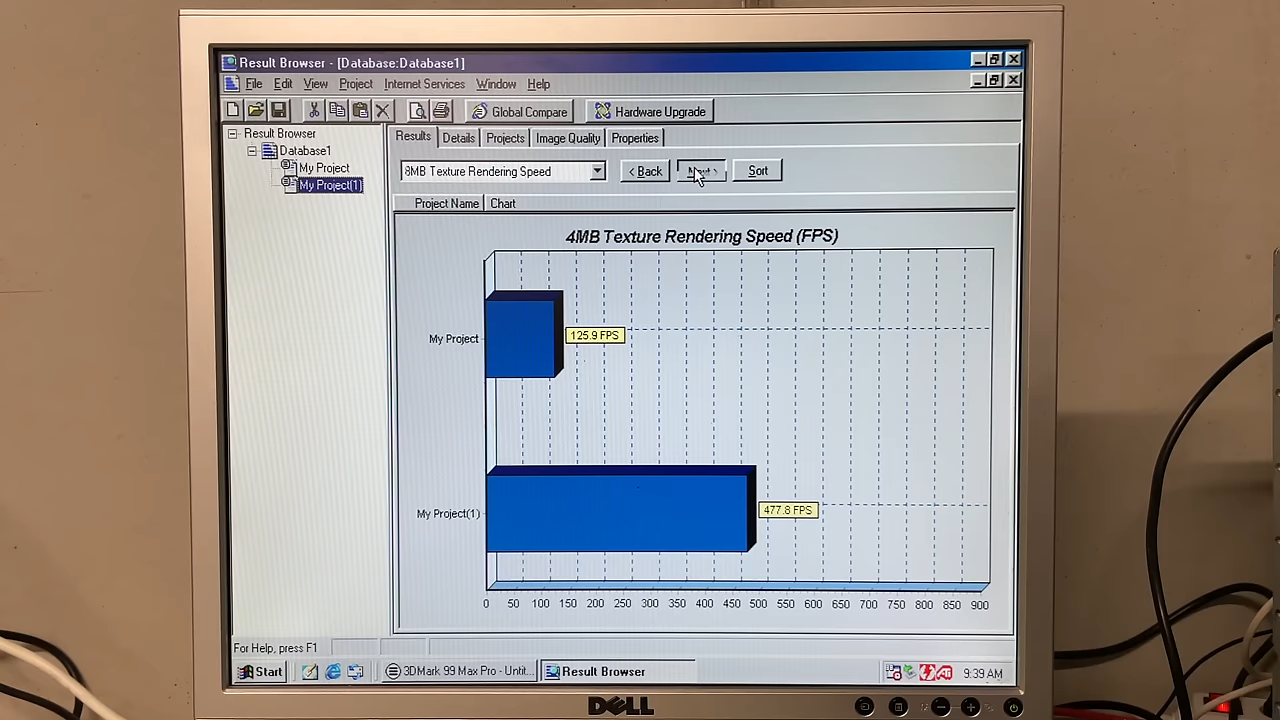 Result Browser - [Database:Database1]
File Edit View Project Internet Services Window Help
Global Compare Hardware Upgrade
Result Browser
Database1
My Project
My Project(1)
Results Details Projects Image Quality Properties
8MB Texture Rendering Speed < Back Next > Sort
Project Name Chart
4MB Texture Rendering Speed (FPS)
My Project 125.9 FPS
My Project(1) 477.8 FPS
0 50 100 150 200 250 300 350 400 450 500 550 600 650 700 750 800 850 900
For Help, press F1
Start 3DMark 99 Max Pro - Untit... Result Browser 9:39 AM
DELL